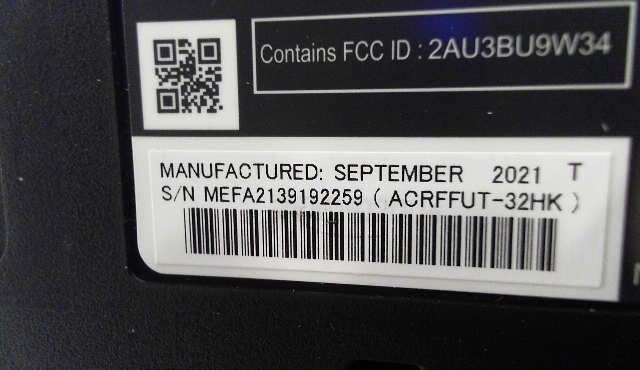 Contains FCC ID : 2AU3BU9W34
MANUFACTURED: SEPTEMBER 2021 T
S/N MEFA2139192259 ( ACRFFUT-32HK )